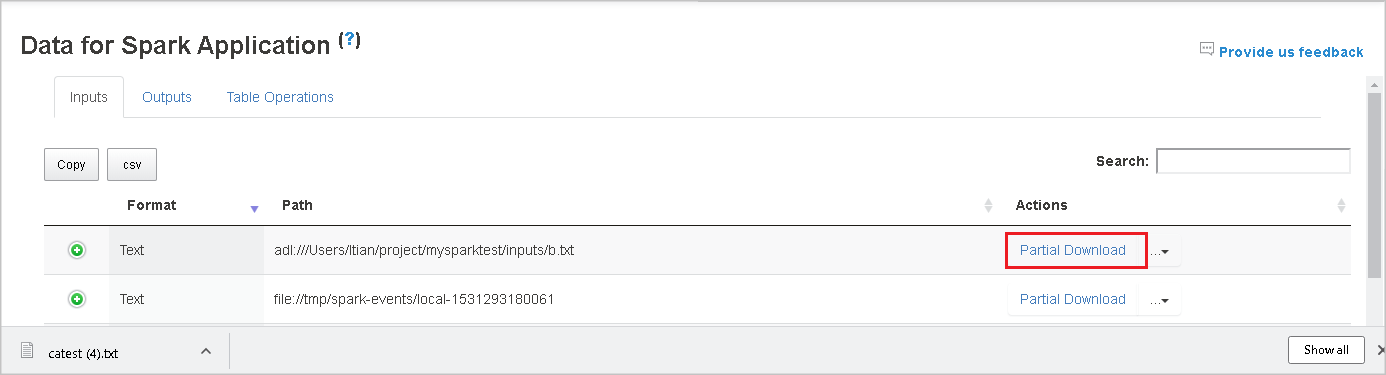 Data for Spark Application (?)
Provide us feedback
Inputs Outputs Table Operations
Copy csv Search:
Format Path Actions
Text adl:///Users/ltian/project/mysparktest/inputs/b.txt Partial Download ...
Text file://tmp/spark-events/local-1531293180061 Partial Download ...
catest (4).txt Show all